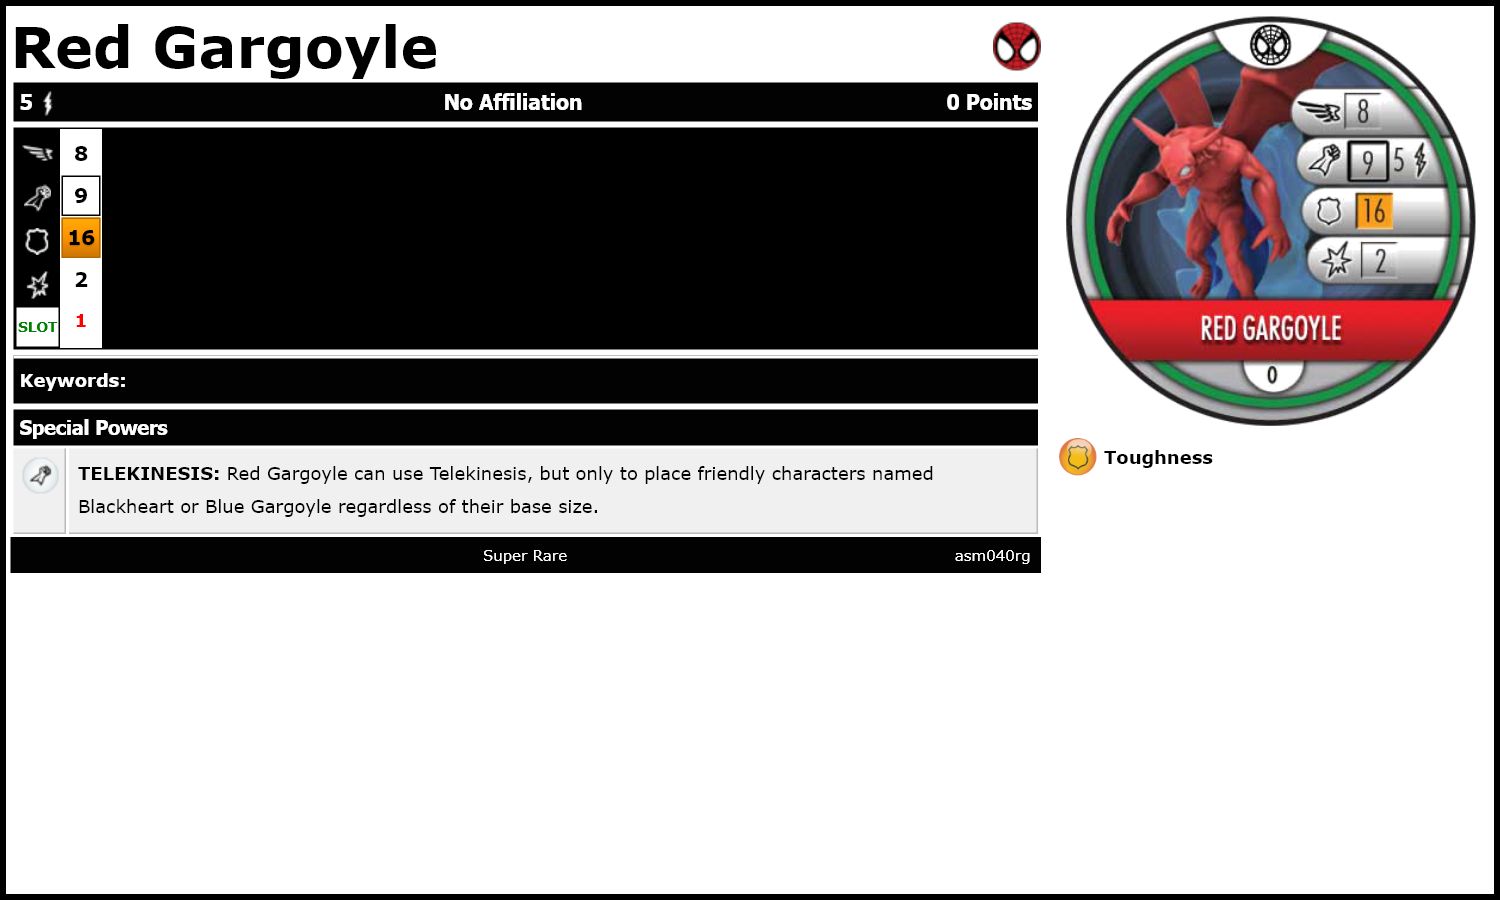 Red Gargoyle
5 No Affiliation 0 Points
8
9
16
2
SLOT 1
Keywords:
Special Powers
TELEKINESIS: Red Gargoyle can use Telekinesis, but only to place friendly characters named
Blackheart or Blue Gargoyle regardless of their base size.
Super Rare asm040rg
8
9 5
16
2
RED GARGOYLE
0
Toughness